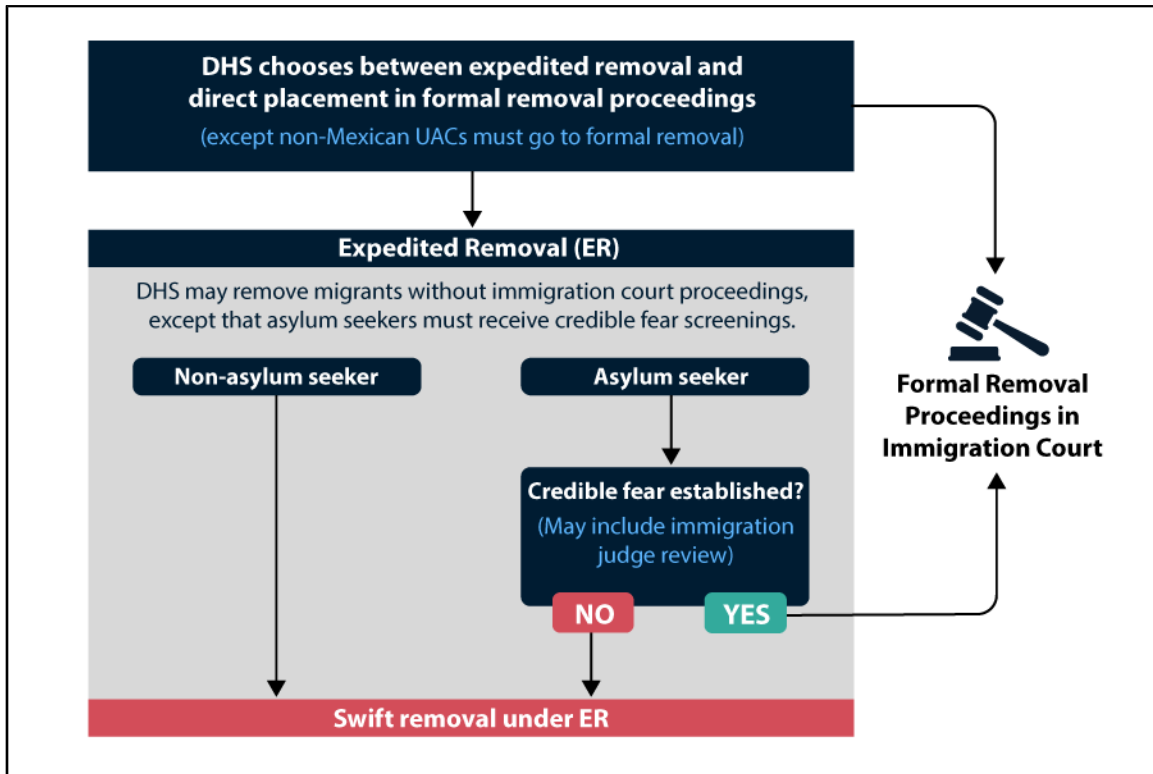 DHS chooses between expedited removal and
direct placement in formal removal proceedings
(except non-Mexican UACs must go to formal removal)
Expedited Removal (ER)
DHS may remove migrants without immigration court proceedings,
except that asylum seekers must receive credible fear screenings.
Non-asylum seeker
Asylum seeker
Credible fear established?
(May include immigration
judge review)
NO
YES
Swift removal under ER
Formal Removal
Proceedings in
Immigration Court